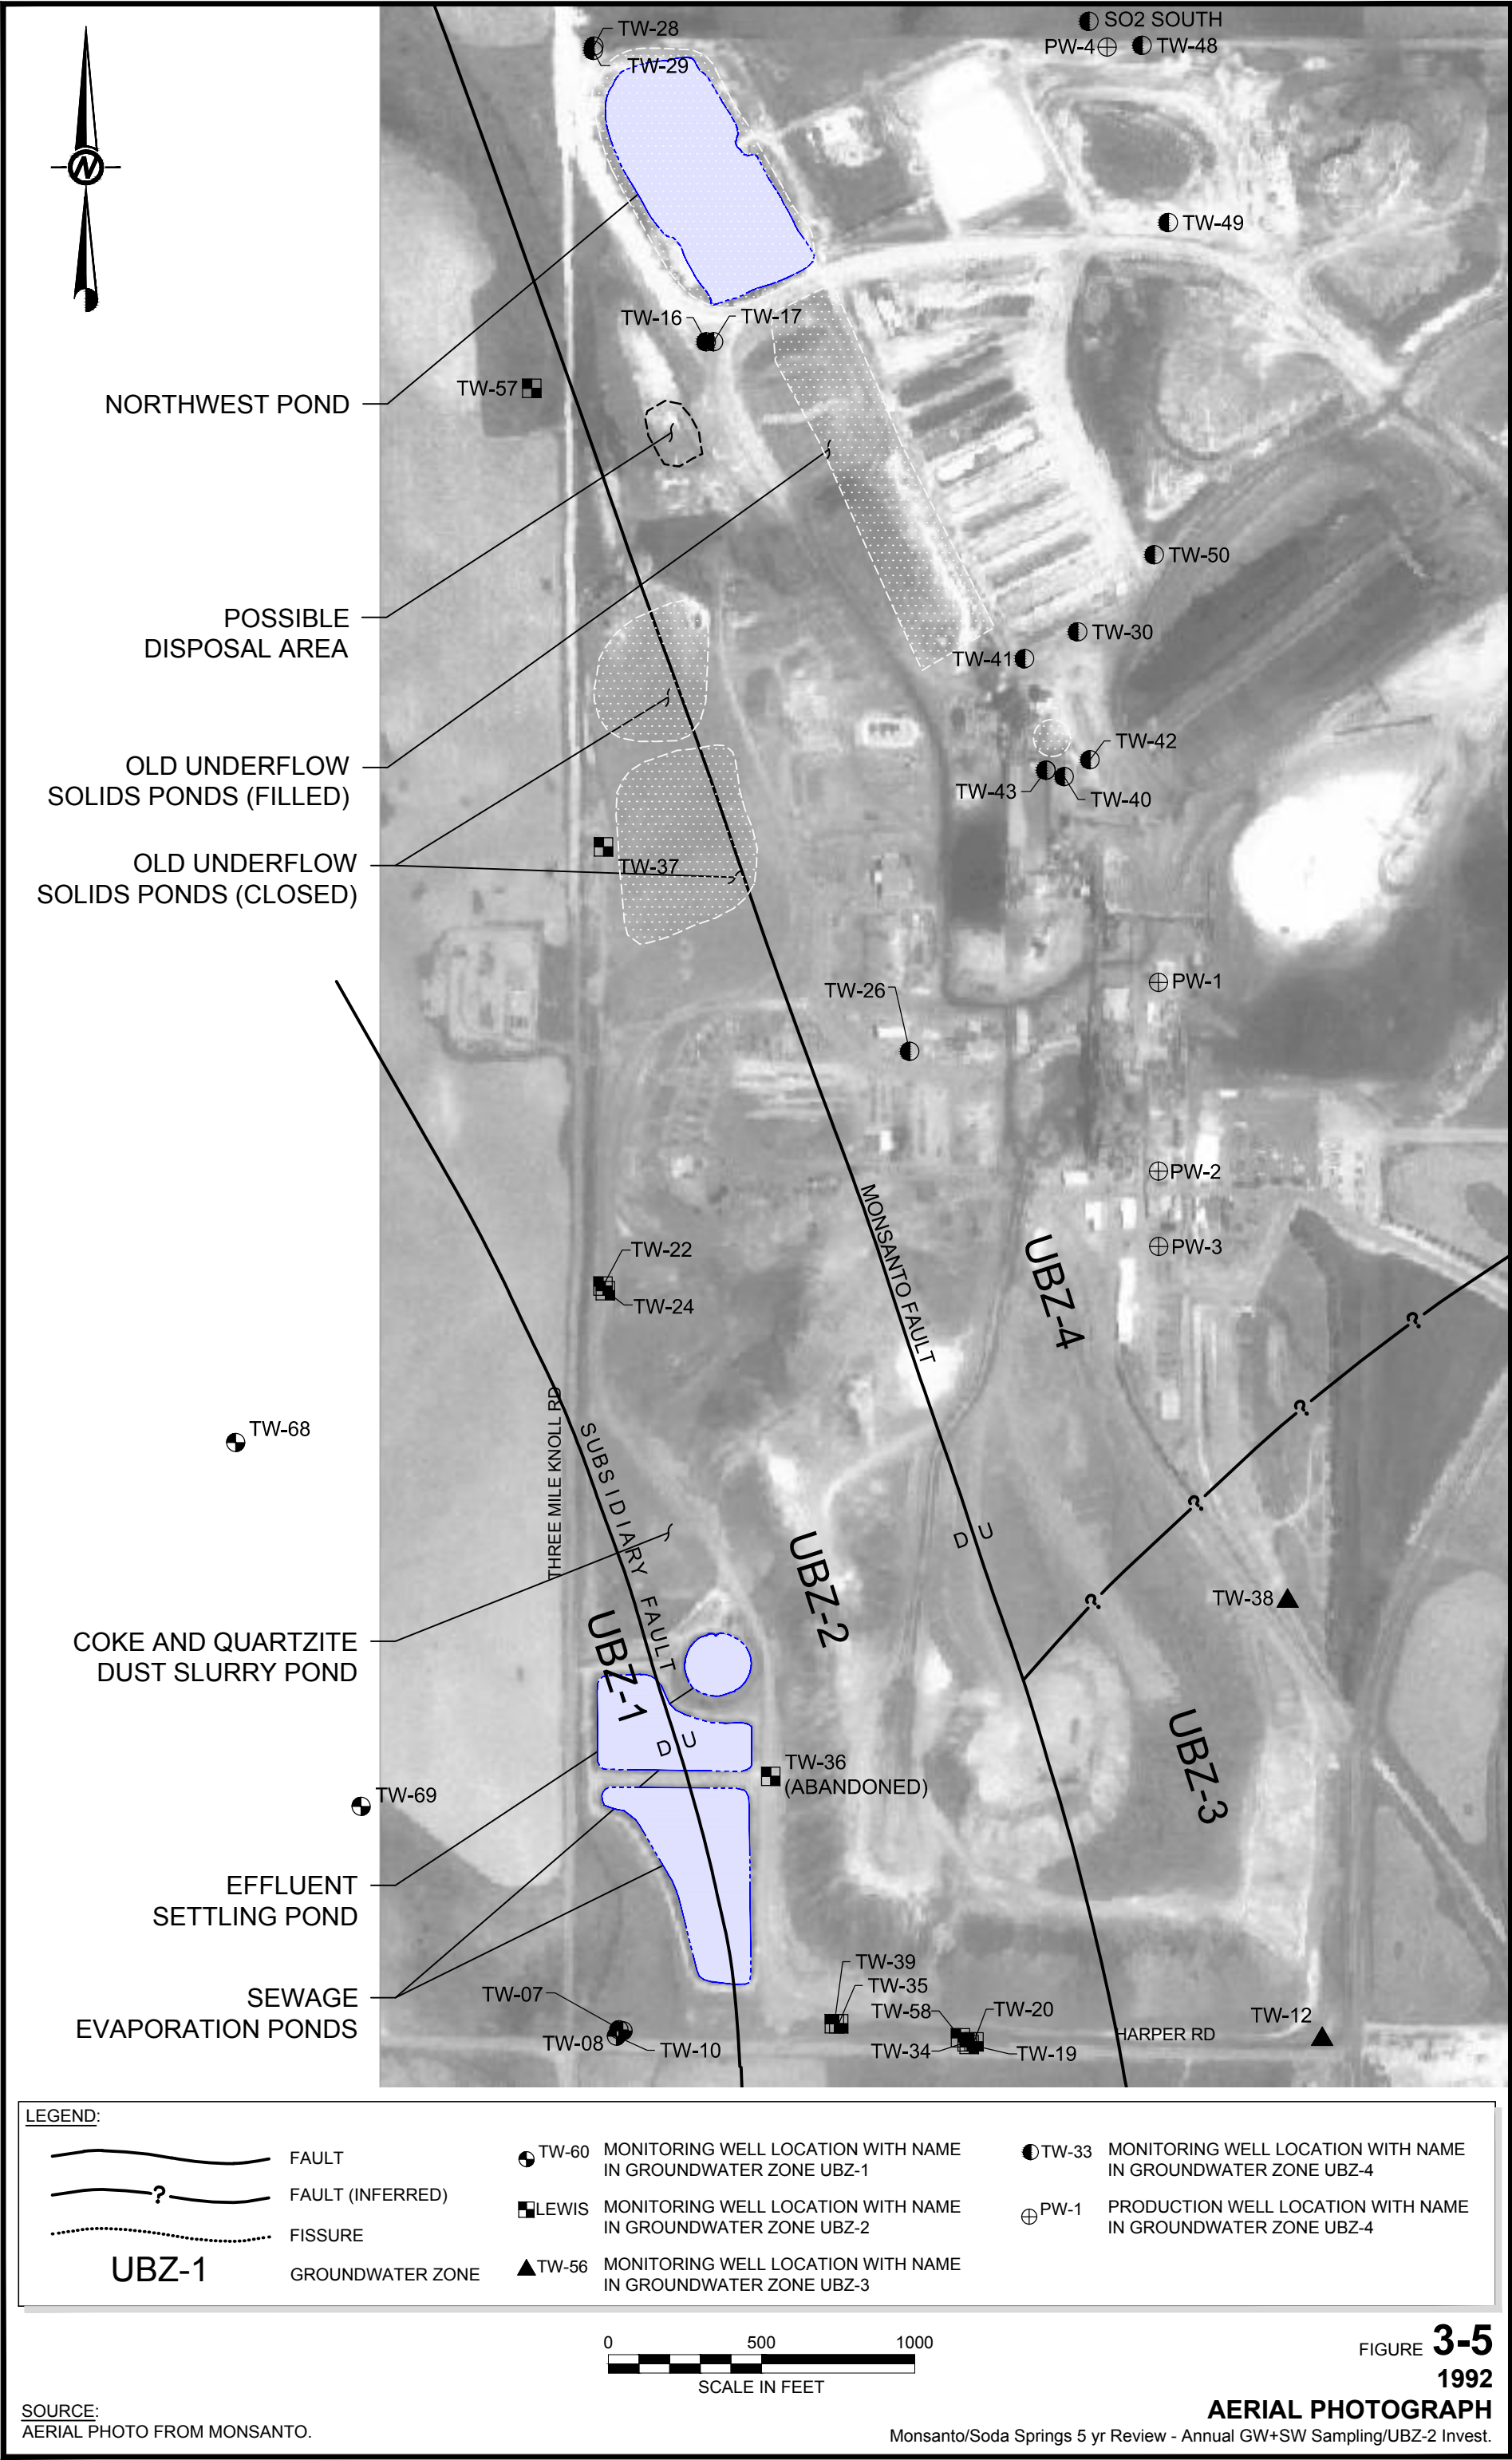 N
TW-28
TW-29
SO2 SOUTH
PW-4
TW-48
TW-49
TW-16
TW-17
TW-57
NORTHWEST POND
TW-50
POSSIBLE
DISPOSAL AREA
TW-30
TW-41
TW-42
TW-43
TW-40
OLD UNDERFLOW
SOLIDS PONDS (FILLED)
OLD UNDERFLOW
SOLIDS PONDS (CLOSED)
TW-37
TW-26
PW-1
PW-2
PW-3
MONSANTO FAULT
UBZ-4
TW-22
TW-24
?
?
?
?
TW-68
THREE MILE KNOLL RD
SUBSIDIARY FAULT
UBZ-2
D U
TW-38
COKE AND QUARTZITE
DUST SLURRY POND
UBZ-1
D U
UBZ-3
TW-36
(ABANDONED)
TW-69
EFFLUENT
SETTLING POND
SEWAGE
EVAPORATION PONDS
TW-07
TW-08
TW-10
TW-39
TW-35
TW-58
TW-20
TW-34
TW-19
HARPER RD
TW-12
LEGEND:
FAULT
?
FAULT (INFERRED)
FISSURE
UBZ-1
GROUNDWATER ZONE
TW-60 MONITORING WELL LOCATION WITH NAME
IN GROUNDWATER ZONE UBZ-1
LEWIS MONITORING WELL LOCATION WITH NAME
IN GROUNDWATER ZONE UBZ-2
TW-56 MONITORING WELL LOCATION WITH NAME
IN GROUNDWATER ZONE UBZ-3
TW-33 MONITORING WELL LOCATION WITH NAME
IN GROUNDWATER ZONE UBZ-4
PW-1 PRODUCTION WELL LOCATION WITH NAME
IN GROUNDWATER ZONE UBZ-4
0 500 1000
SCALE IN FEET
FIGURE 3-5
1992
AERIAL PHOTOGRAPH
Monsanto/Soda Springs 5 yr Review - Annual GW+SW Sampling/UBZ-2 Invest.
SOURCE:
AERIAL PHOTO FROM MONSANTO.